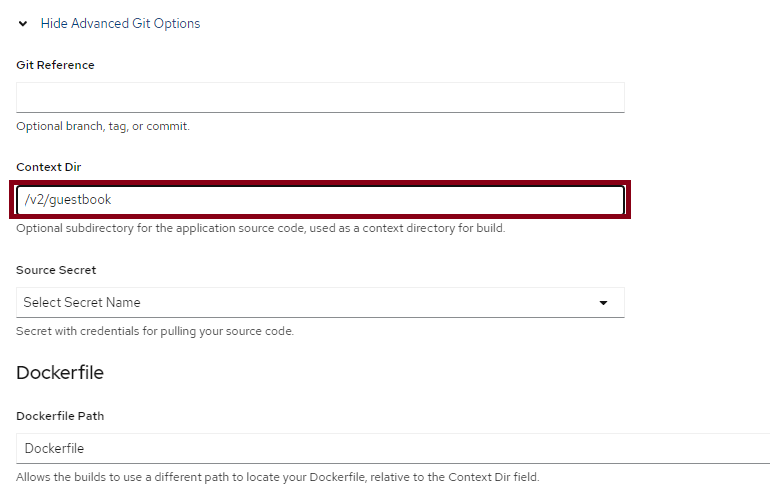 Hide Advanced Git Options
Git Reference
Optional branch, tag, or commit.
Context Dir
/v2/guestbook
Optional subdirectory for the application source code, used as a context directory for build.
Source Secret
Select Secret Name
Secret with credentials for pulling your source code.
Dockerfile
Dockerfile Path
Dockerfile
Allows the builds to use a different path to locate your Dockerfile, relative to the Context Dir field.